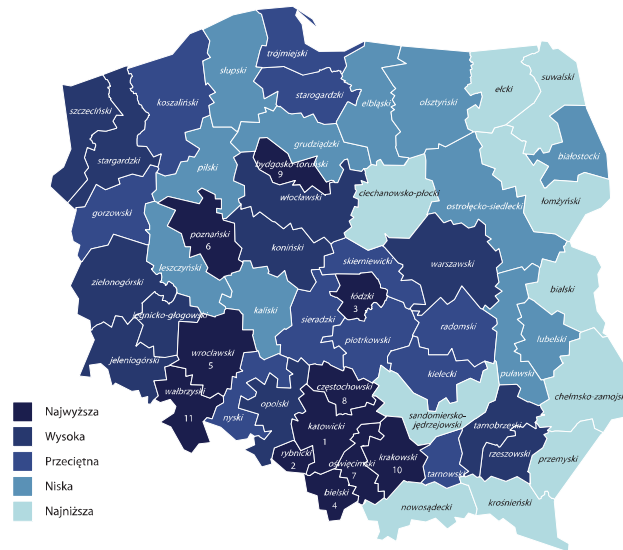 trójmiejski
słupski
suwalski
ełcki
starogardzki
koszaliński
elbląski
olsztyński
szczeciński
grudziądzki
białostocki
stargardzki
pilski
bydgosko-toruński
9
ciechanowsko-płocki
włocławski
łomżyński
ostrołęcko-siedlecki
gorzowski
poznański
6
koniński
skierniewicki
warszawski
leszczyński
zielonogórski
bialski
łódzki
3
kaliski
legnicko-głogowski
sieradzki
radomski
piotrkowski
lubelski
wrocławski
5
jeleniogórski
kielecki
puławski
częstochowski
8
wałbrzyski
chełmsko-zamojski
opolski
11
nyski
sandomiersko-
jędrzejowski
katowicki
1
tarnobrzeski
rybnicki
2
oświęcimski
7
krakowski
10
rzeszowski
przemyski
tarnowski
bielski
4
nowosądecki
krośnieński
Najwyższa
Wysoka
Przeciętna
Niska
Najniższa